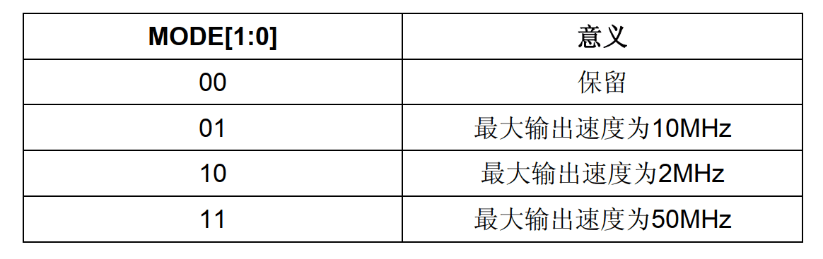 MODE[1:0] 意义
00 保留
01 最大输出速度为10MHz
10 最大输出速度为2MHz
11 最大输出速度为50MHz